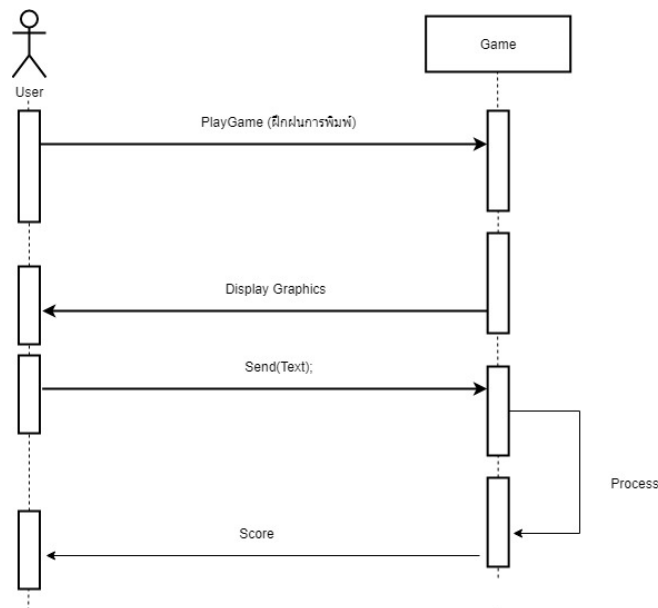 User
Game
PlayGame (ฝึกฝนการพิมพ์)
Display Graphics
Send(Text);
Process
Score